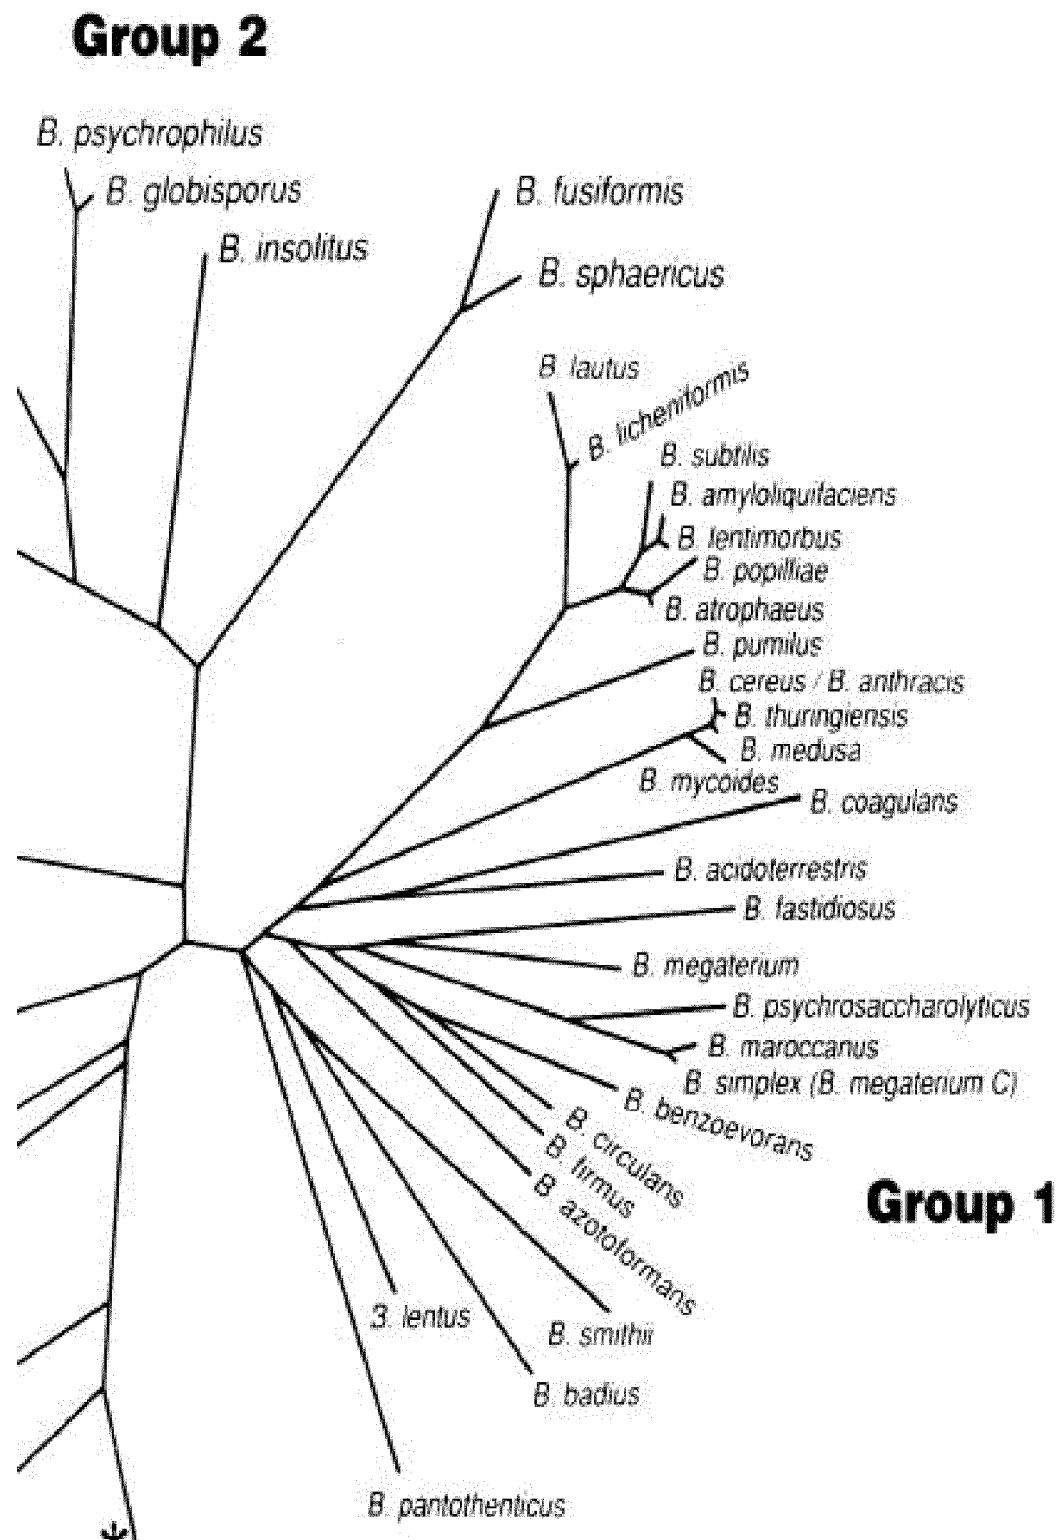 Group 2
B. psychrophilus
B. globisporus
B. fusiformis
B. insolitus
B. sphaericus
B. lautus
B. licheniformis
B. subtilis
B. amyloliquifaciens
B. lentimorbus
B. popilliae
B. atrophaeus
B. pumilus
B. cereus / B. anthracis
B. thuringiensis
B. medusa
B. mycoides
B. coagulans
B. acidoterrestris
B. fastidiosus
B. megaterium
B. psychrosaccharolyticus
B. maroccanus
B. simplex (B. megaterium C)
B. benzoevorans
B. circulans
B. firmus
B. azotoformans
Group 1
B. lentus
B. smithii
B. badius
B. pantothenticus